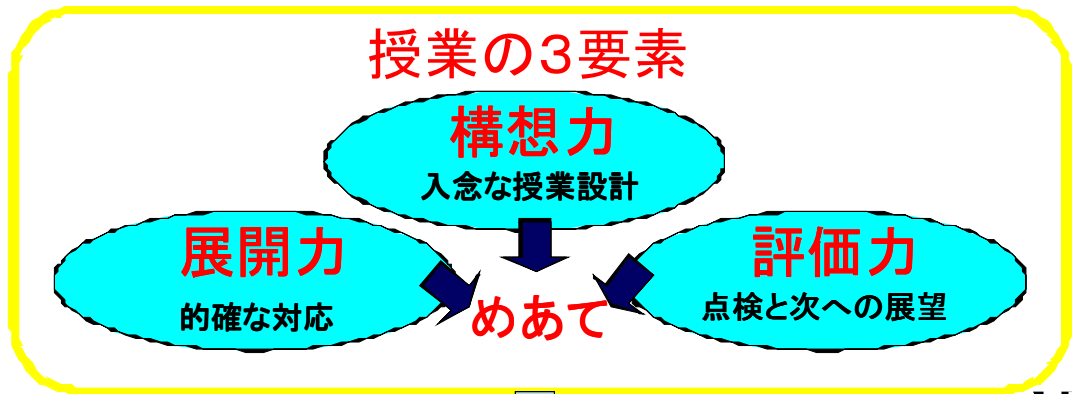 授業の３要素
構想力
入念な授業設計
展開力
的確な対応
評価力
点検と次への展望
めあて